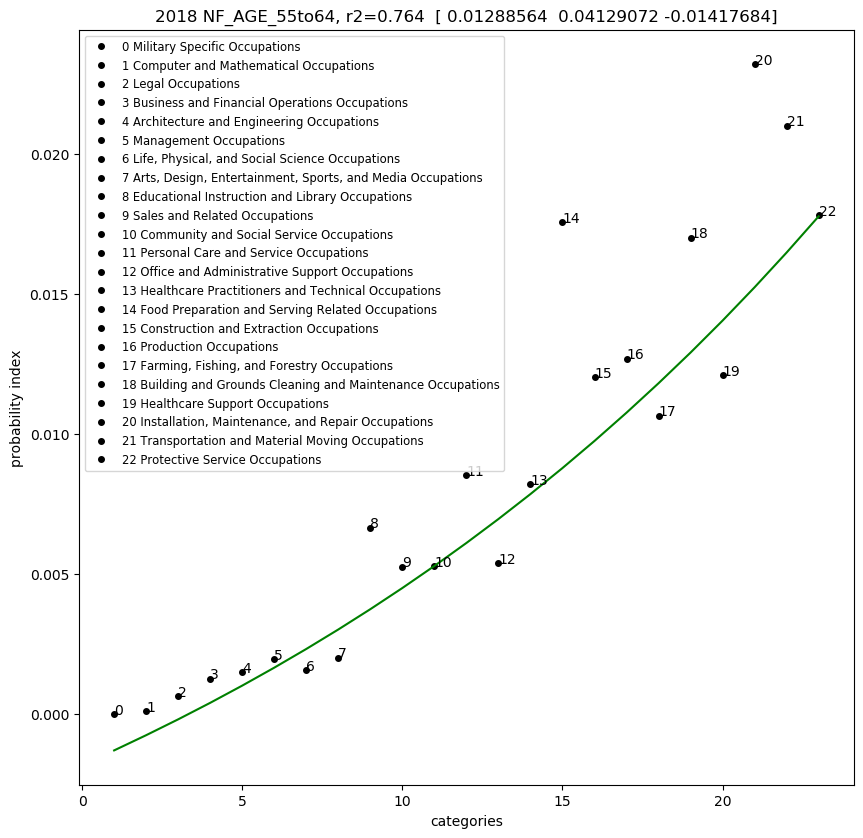 2018 NF_AGE_55to64, r2=0.764 [ 0.01288564 0.04129072 -0.01417684]
0 Military Specific Occupations
1 Computer and Mathematical Occupations
2 Legal Occupations
3 Business and Financial Operations Occupations
4 Architecture and Engineering Occupations
5 Management Occupations
6 Life, Physical, and Social Science Occupations
7 Arts, Design, Entertainment, Sports, and Media Occupations
8 Educational Instruction and Library Occupations
9 Sales and Related Occupations
10 Community and Social Service Occupations
11 Personal Care and Service Occupations
12 Office and Administrative Support Occupations
13 Healthcare Practitioners and Technical Occupations
14 Food Preparation and Serving Related Occupations
15 Construction and Extraction Occupations
16 Production Occupations
17 Farming, Fishing, and Forestry Occupations
18 Building and Grounds Cleaning and Maintenance Occupations
19 Healthcare Support Occupations
20 Installation, Maintenance, and Repair Occupations
21 Transportation and Material Moving Occupations
22 Protective Service Occupations
20
21
22
14
18
15
16
19
17
11
13
8
9
10
12
7
5
6
4
3
2
1
0
0.020
0.015
0.010
0.005
0.000
probability index
0 5 10 15 20
categories